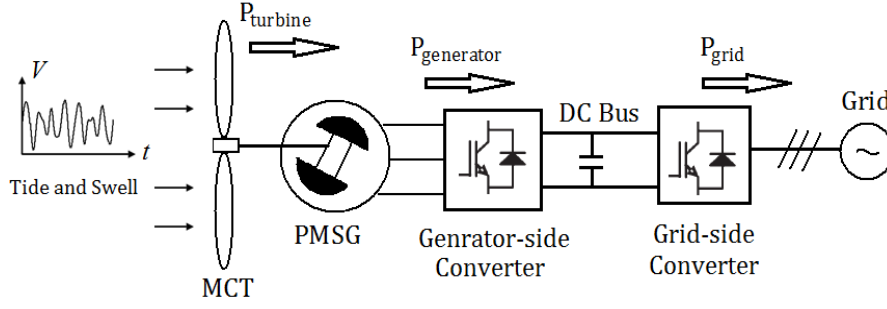 P_turbine
P_generator
P_grid
V
t
Tide and Swell
MCT
PMSG
Genrator-side
Converter
DC Bus
Grid-side
Converter
Grid
~